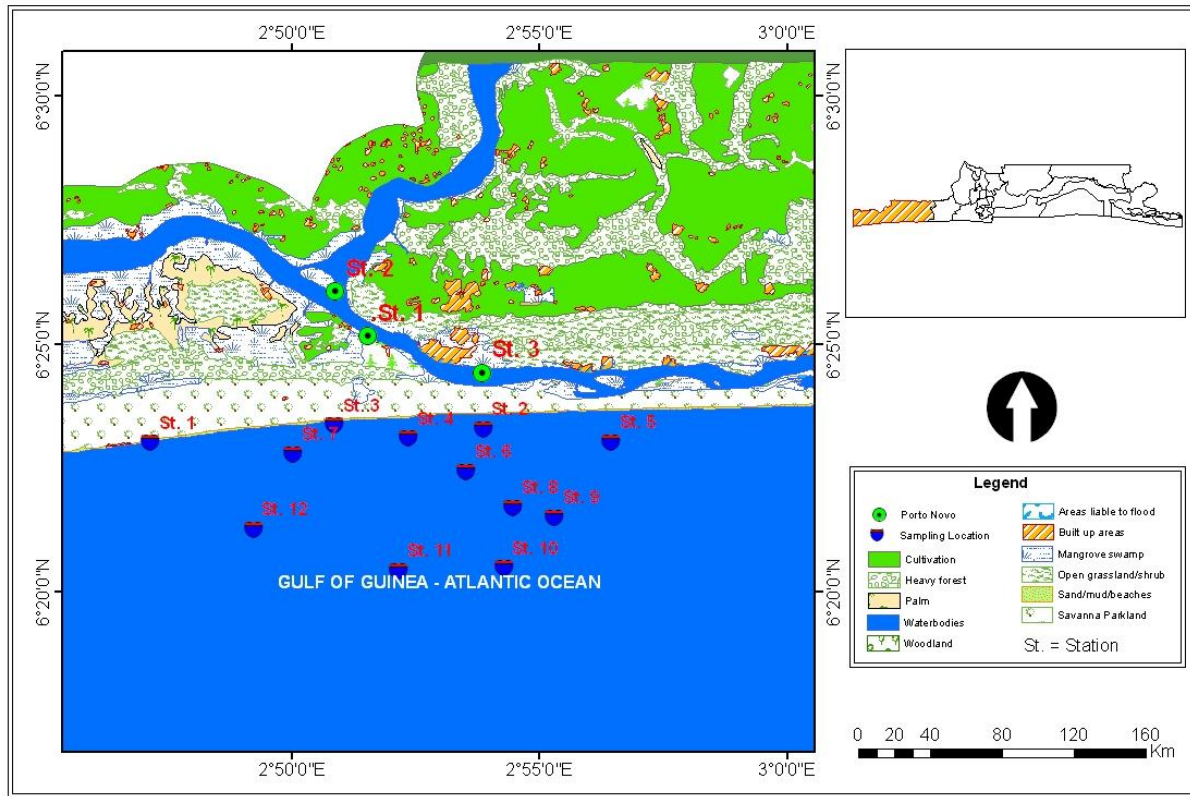 2°50'0"E 2°55'0"E 3°0'0"E
6°30'0"N 6°30'0"N
St. 2
St. 1
6°25'0"N 6°25'0"N
St. 3
St. 3 St. 2
St. 1 St. 4 St. 5
St. 7
St. 6
St. 8 St. 9
St. 12
St. 11 St. 10
GULF OF GUINEA - ATLANTIC OCEAN
6°20'0"N 6°20'0"N
2°50'0"E 2°55'0"E 3°0'0"E
Legend
Porto Novo
Sampling Location
Cultivation
Heavy forest
Palm
Waterbodies
Woodland
Areas liable to flood
Built up areas
Mangrove swamp
Open grassland/shrub
Sand/mud/beaches
Savanna Parkland
St. = Station
0 20 40 80 120 160
Km